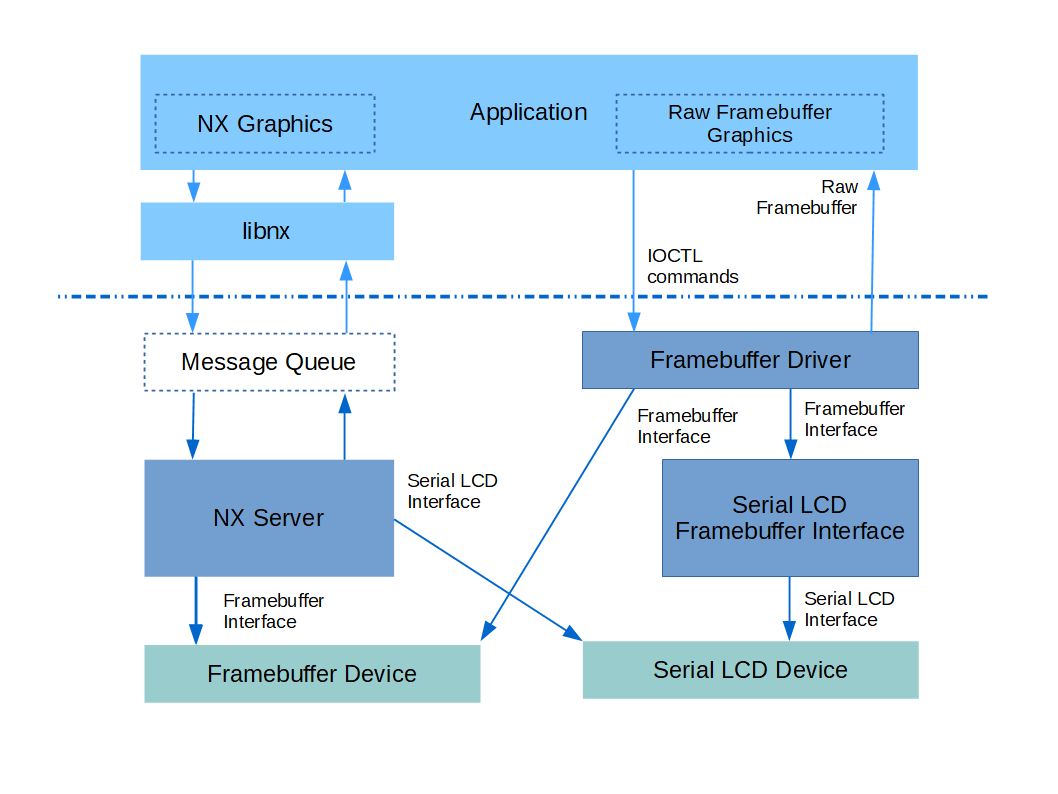 Application
NX Graphics
Raw Framebuffer
Graphics
Raw
Framebuffer
libnx
IOCTL
commands
Message Queue
Framebuffer Driver
Framebuffer
Interface
Framebuffer
Interface
Serial LCD
Interface
NX Server
Serial LCD
Framebuffer Interface
Framebuffer
Interface
Serial LCD
Interface
Framebuffer Device
Serial LCD Device